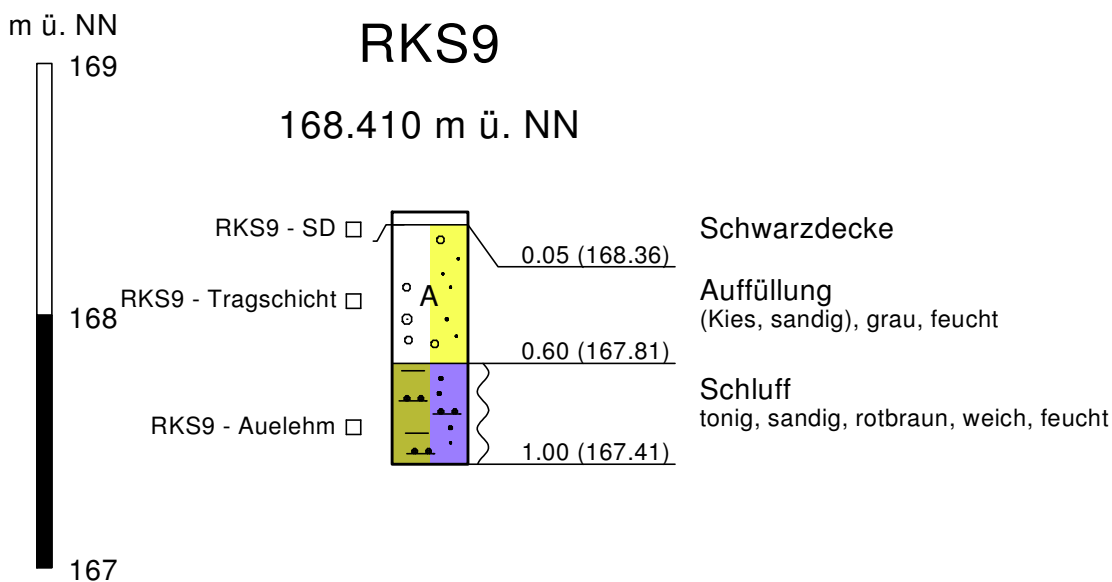 m ü. NN
RKS9
169
168.410 m ü. NN
RKS9 - SD
Schwarzdecke
0.05 (168.36)
RKS9 - Tragschicht
A
Auffüllung
(Kies, sandig), grau, feucht
168
0.60 (167.81)
Schluff
tonig, sandig, rotbraun, weich, feucht
RKS9 - Auelehm
1.00 (167.41)
167